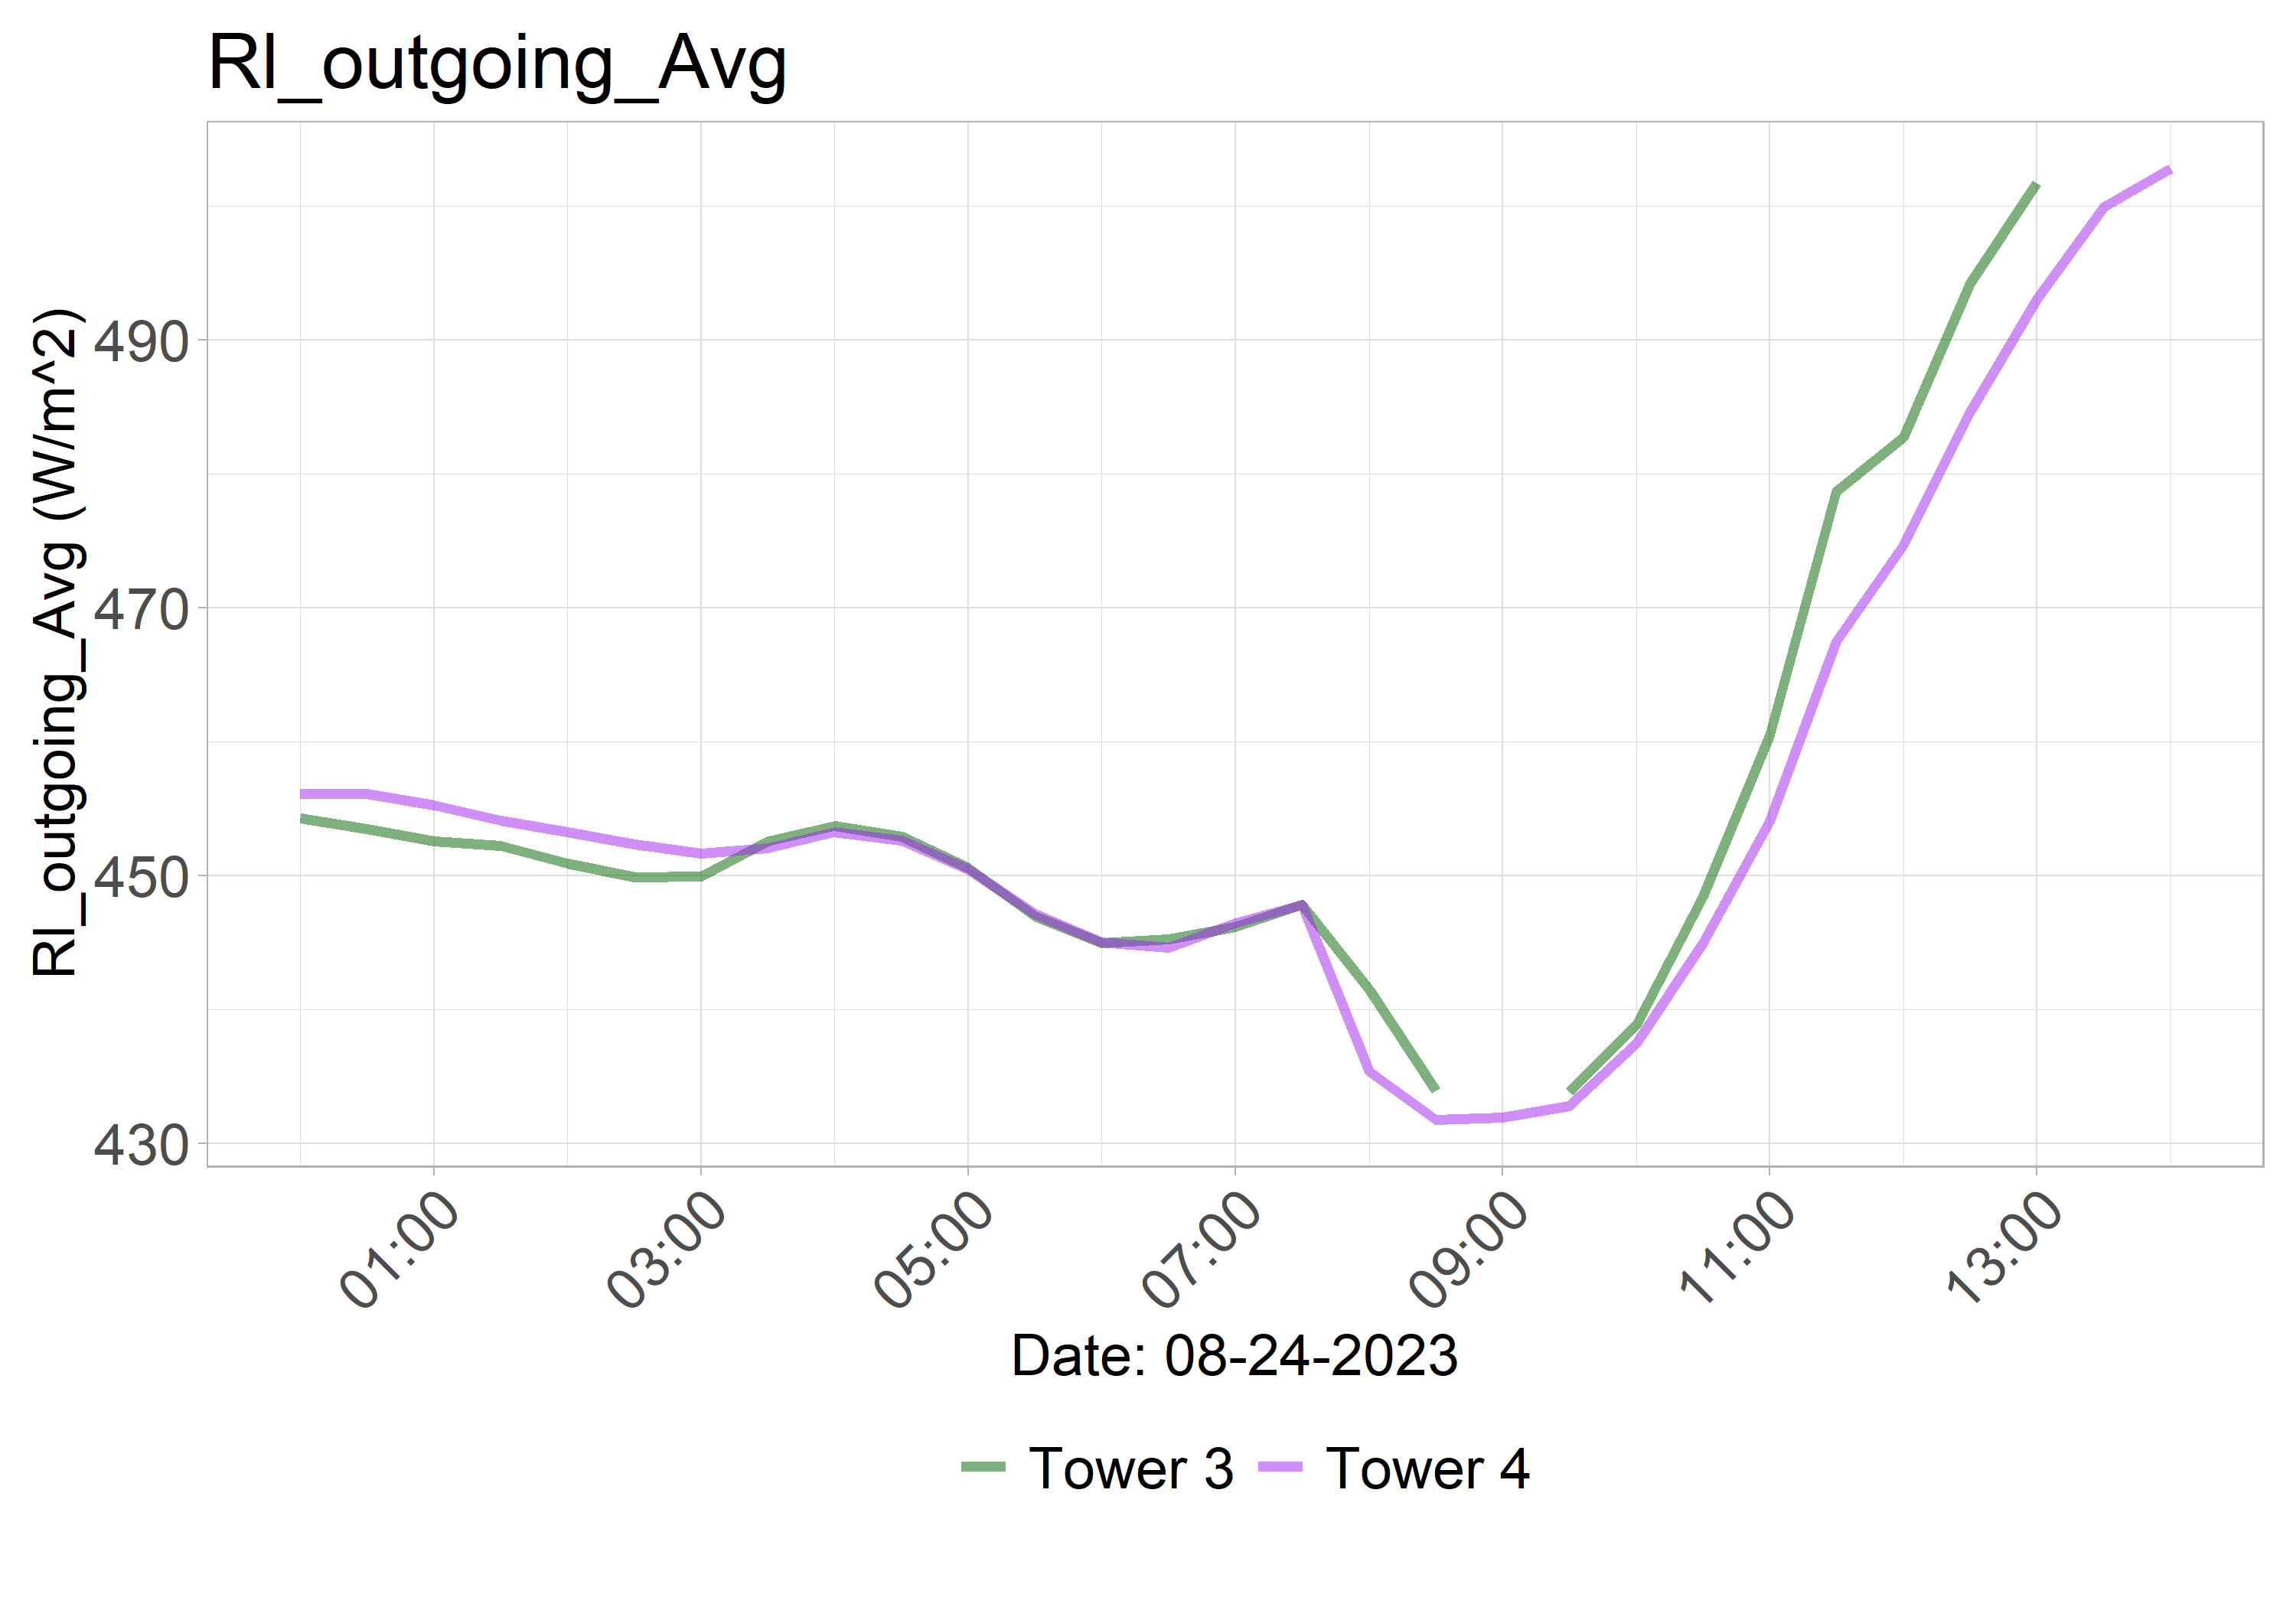 Rl_outgoing_Avg
Rl_outgoing_Avg (W/m^2)
490
470
450
430
01:00 03:00 05:00 07:00 09:00 11:00 13:00
Date: 08-24-2023
Tower 3 Tower 4